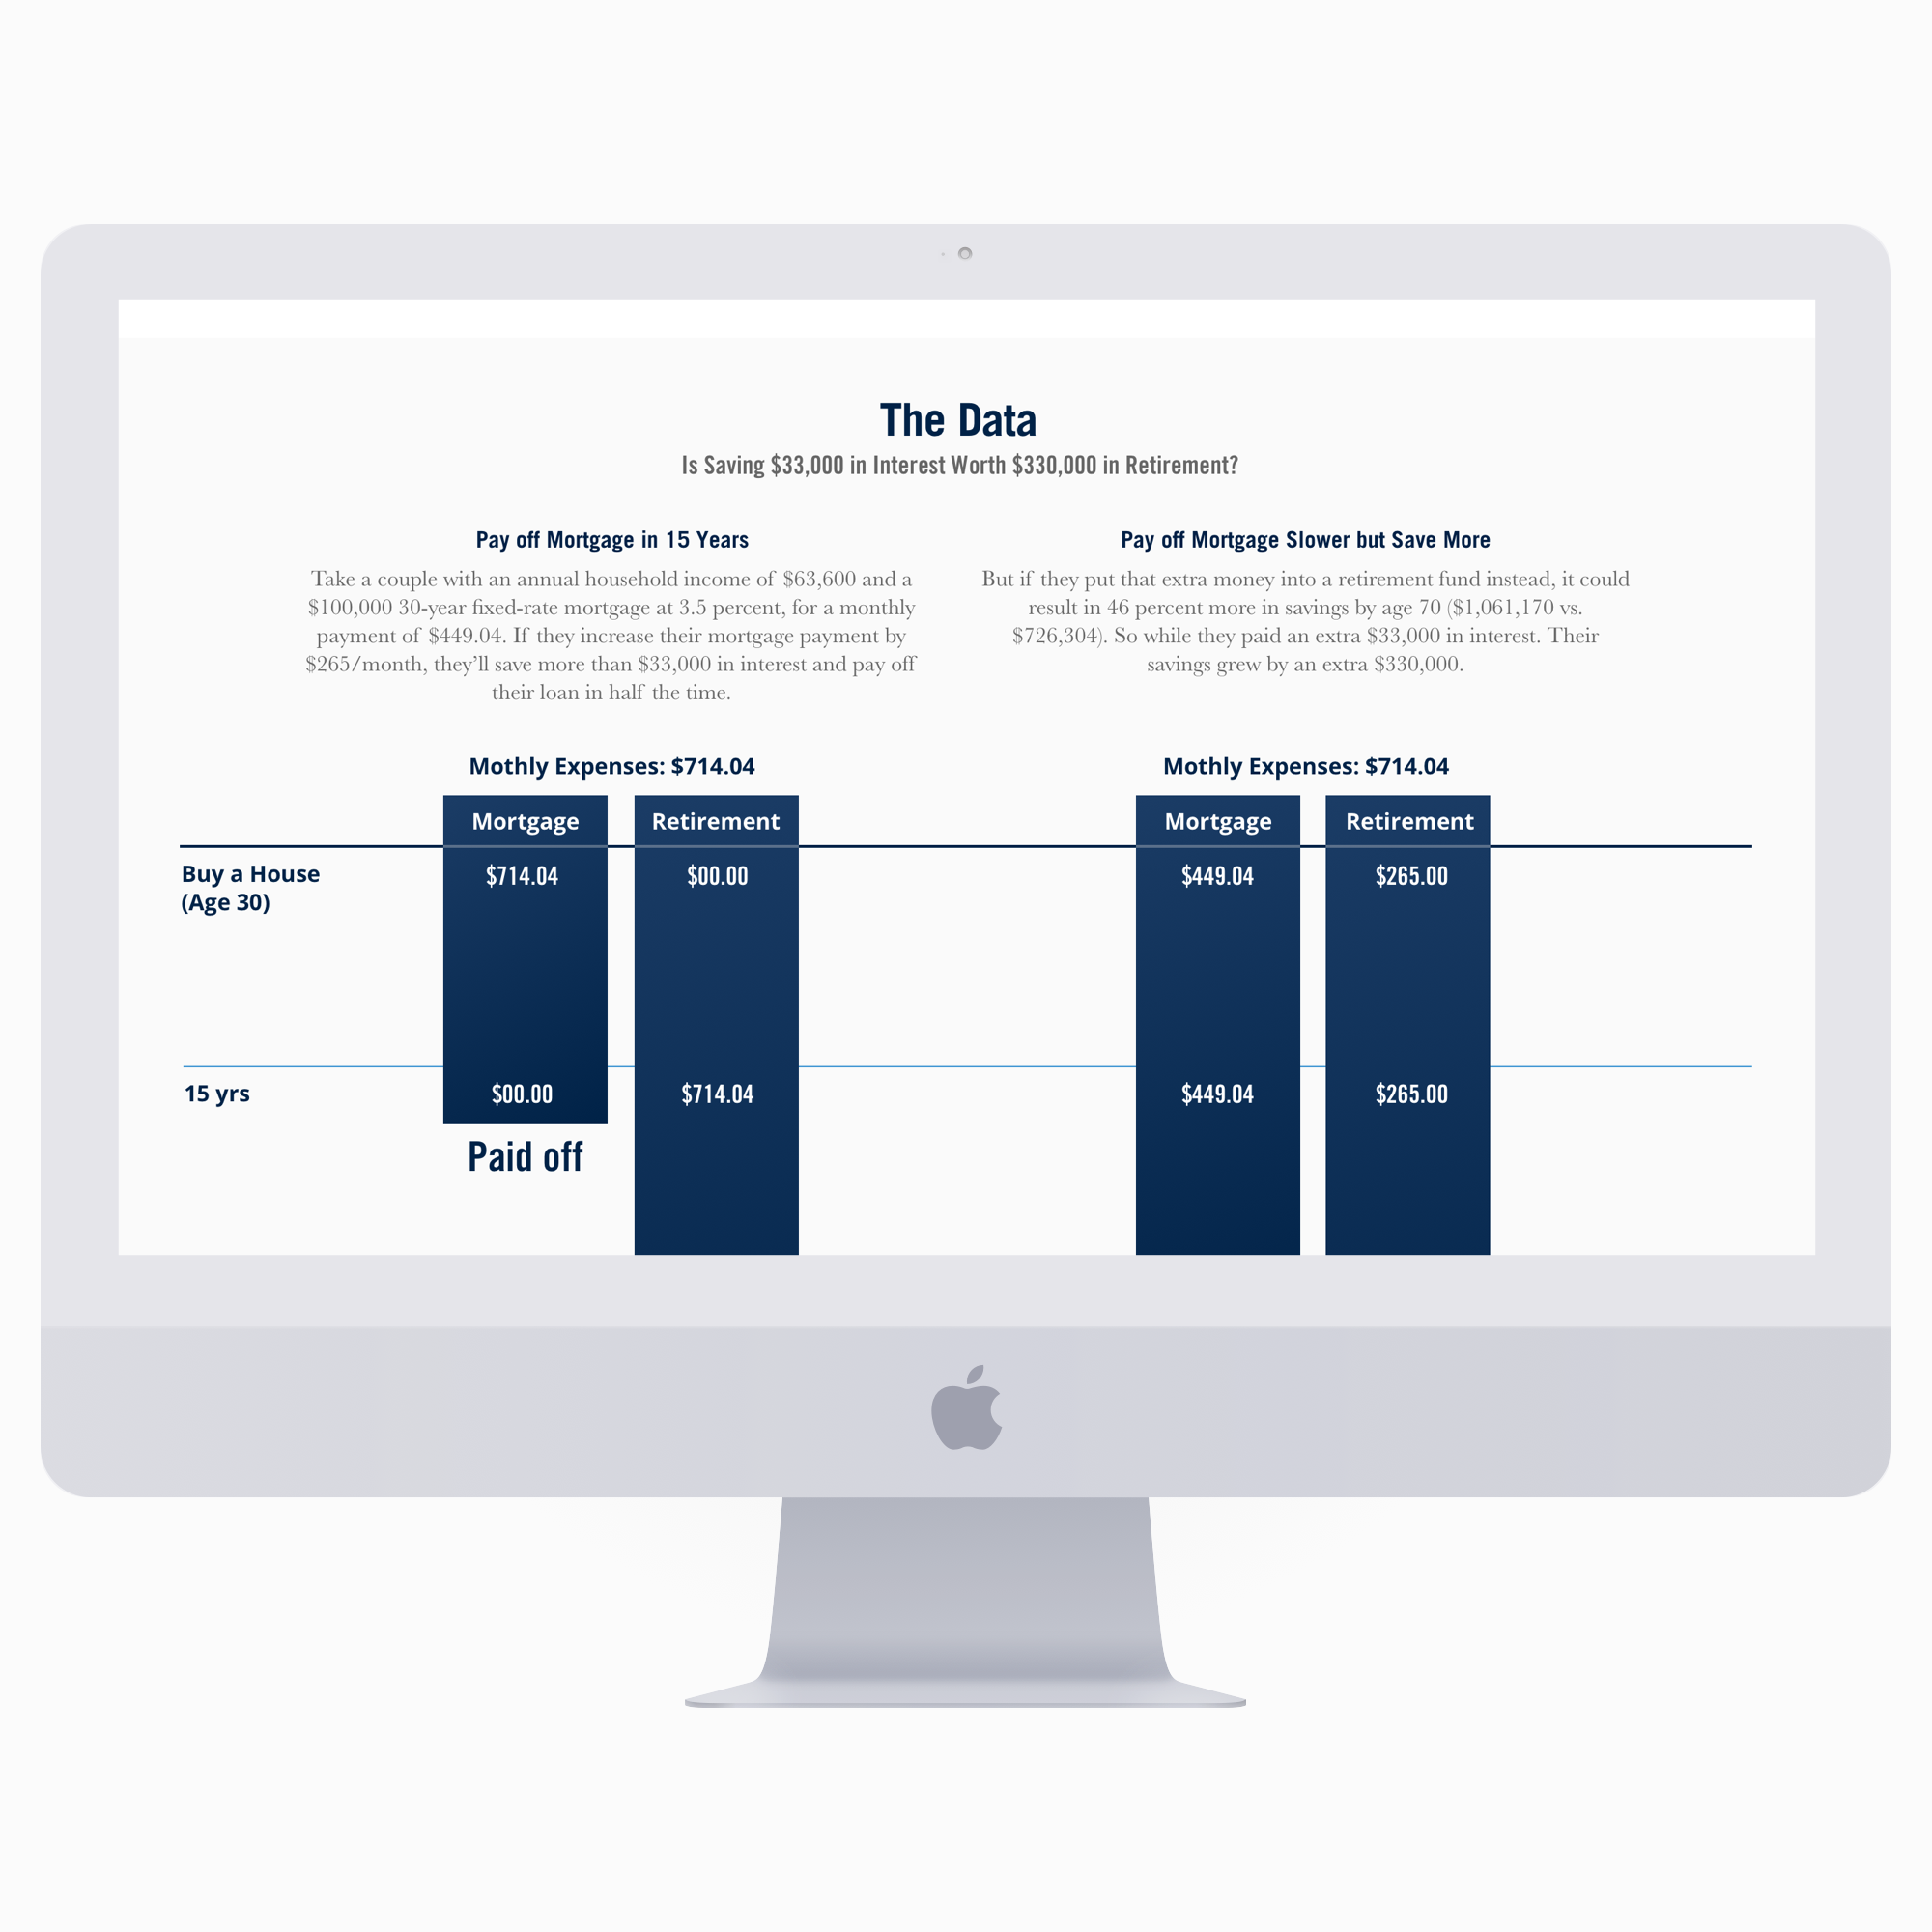 The Data
Is Saving $33,000 in Interest Worth $330,000 in Retirement?
Pay off Mortgage in 15 Years
Take a couple with an annual household income of $63,600 and a
$100,000 30-year fixed-rate mortgage at 3.5 percent, for a monthly
payment of $449.04. If they increase their mortgage payment by
$265/month, they’ll save more than $33,000 in interest and pay off
their loan in half the time.
Pay off Mortgage Slower but Save More
But if they put that extra money into a retirement fund instead, it could
result in 46 percent more in savings by age 70 ($1,061,170 vs.
$726,304). So while they paid an extra $33,000 in interest. Their
savings grew by an extra $330,000.
Mothly Expenses: $714.04
Mothly Expenses: $714.04
Mortgage Retirement Mortgage Retirement
Buy a House $714.04 $00.00 $449.04 $265.00
(Age 30)
15 yrs $00.00 $714.04 $449.04 $265.00
Paid off